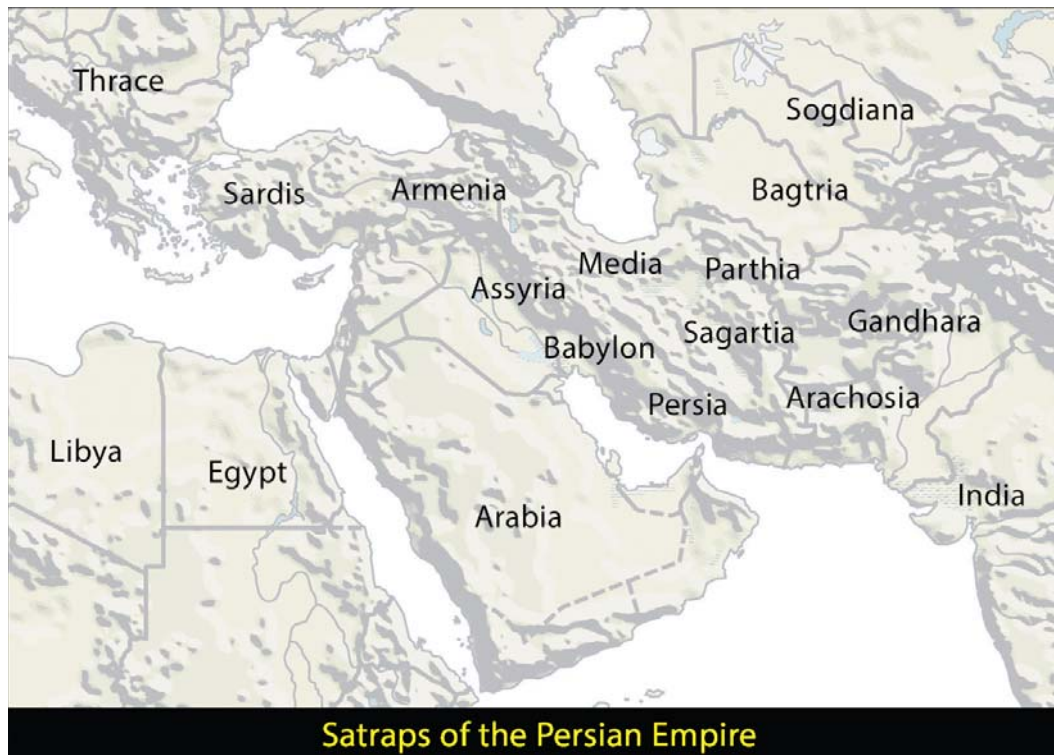 Thrace
Sogdiana
Sardis
Armenia
Bagtria
Media
Parthia
Assyria
Gandhara
Sagartia
Babylon
Persia
Arachosia
Libya
Egypt
India
Arabia
Satraps of the Persian Empire